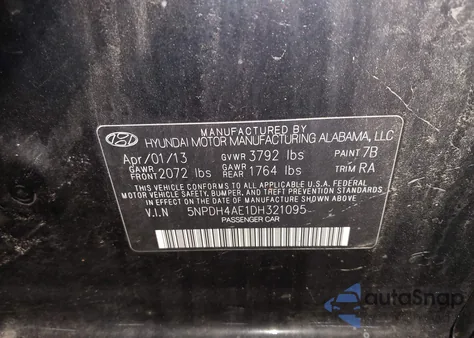 MANUFACTURED BY
HYUNDAI MOTOR MANUFACTURING ALABAMA, LLC
Apr/01/13 GVWR 3792 lbs PAINT 7B
GAWR FRONT 2072 lbs GAWR REAR 1764 lbs TRIM RA
THIS VEHICLE CONFORMS TO ALL APPLICABLE U.S. FEDERAL
MOTOR VEHICLE SAFETY, BUMPER, AND THEFT PREVENTION
STANDARDS IN EFFECT ON THE DATE OF MANUFACTURE SHOWN ABOVE.
V.I.N 5NPDH4AE1DH321095
PASSENGER CAR
autoSnap